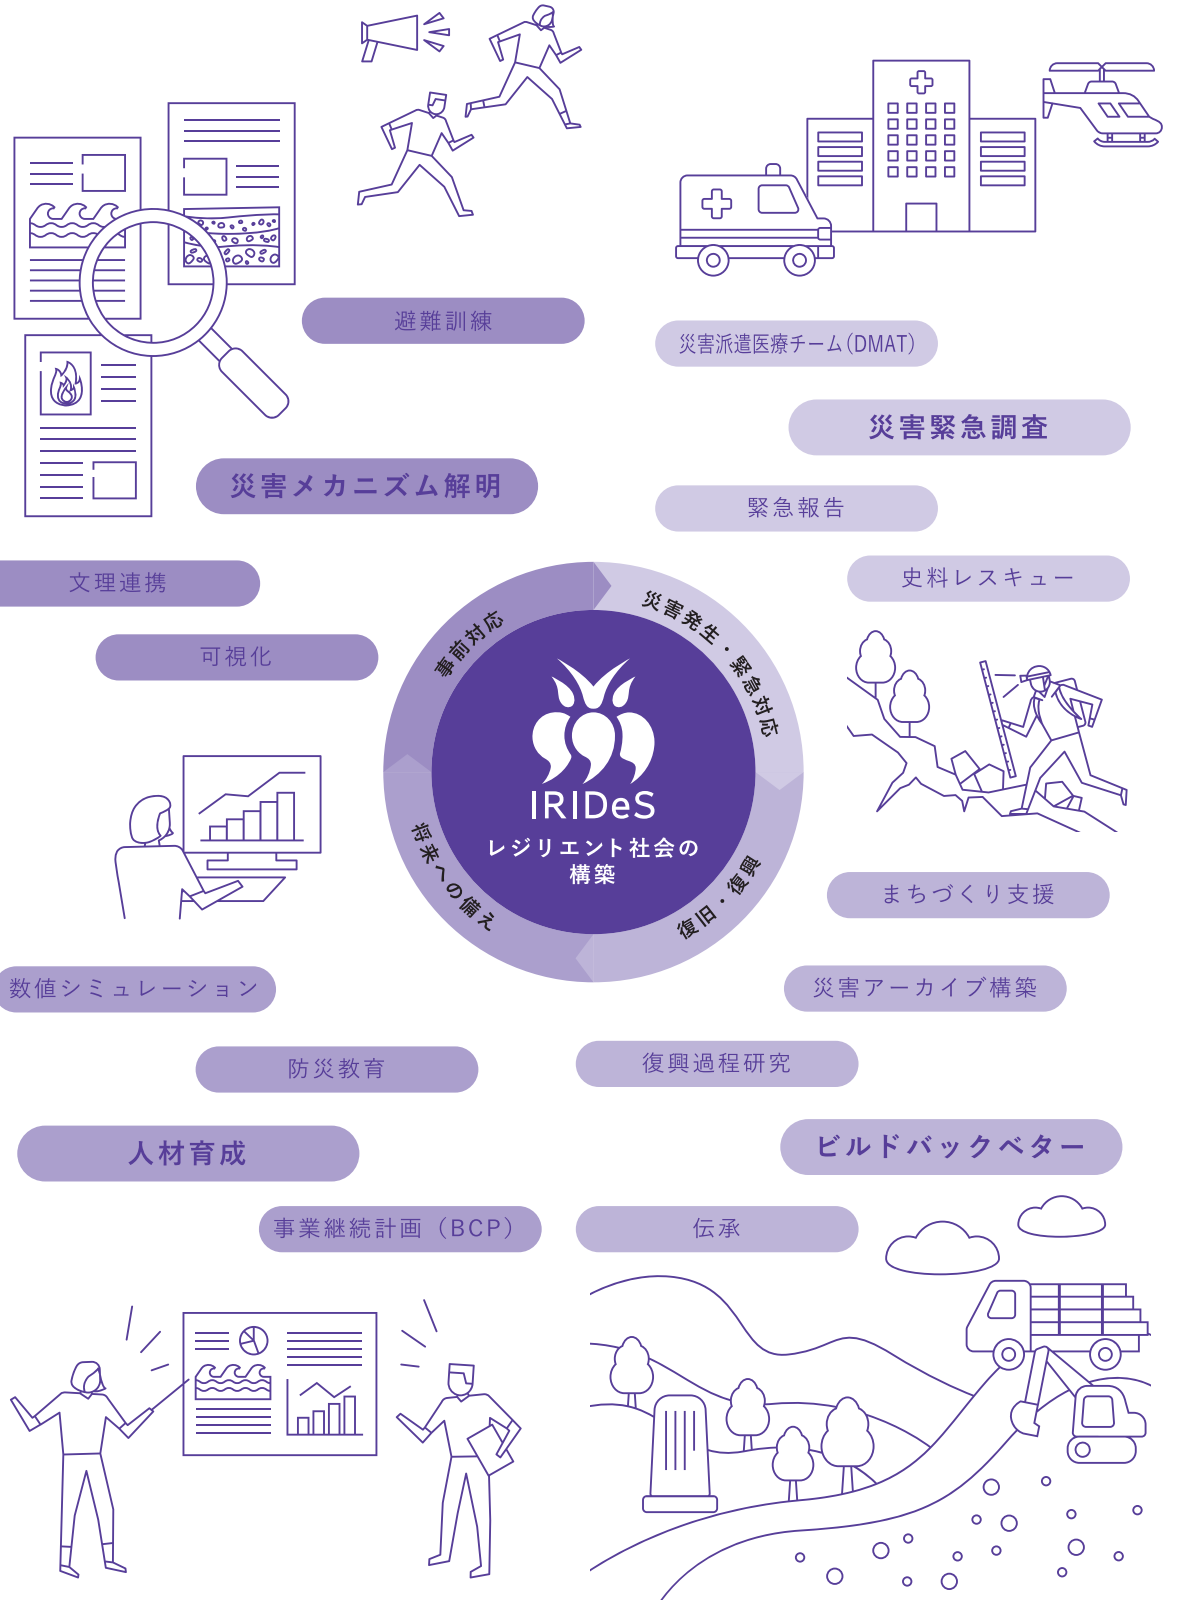 避難訓練
災害派遣医療チーム(DMAT)
災害緊急調査
災害メカニズム解明
緊急報告
文理連携
史料レスキュー
可視化
事前対応
災害発生・緊急対応
IRIDeS
レジリエント社会の
構築
将来への備え
復旧・復興
まちづくり支援
数値シミュレーション
災害アーカイブ構築
防災教育
復興過程研究
人材育成
ビルドバックベター
事業継続計画（BCP）
伝承